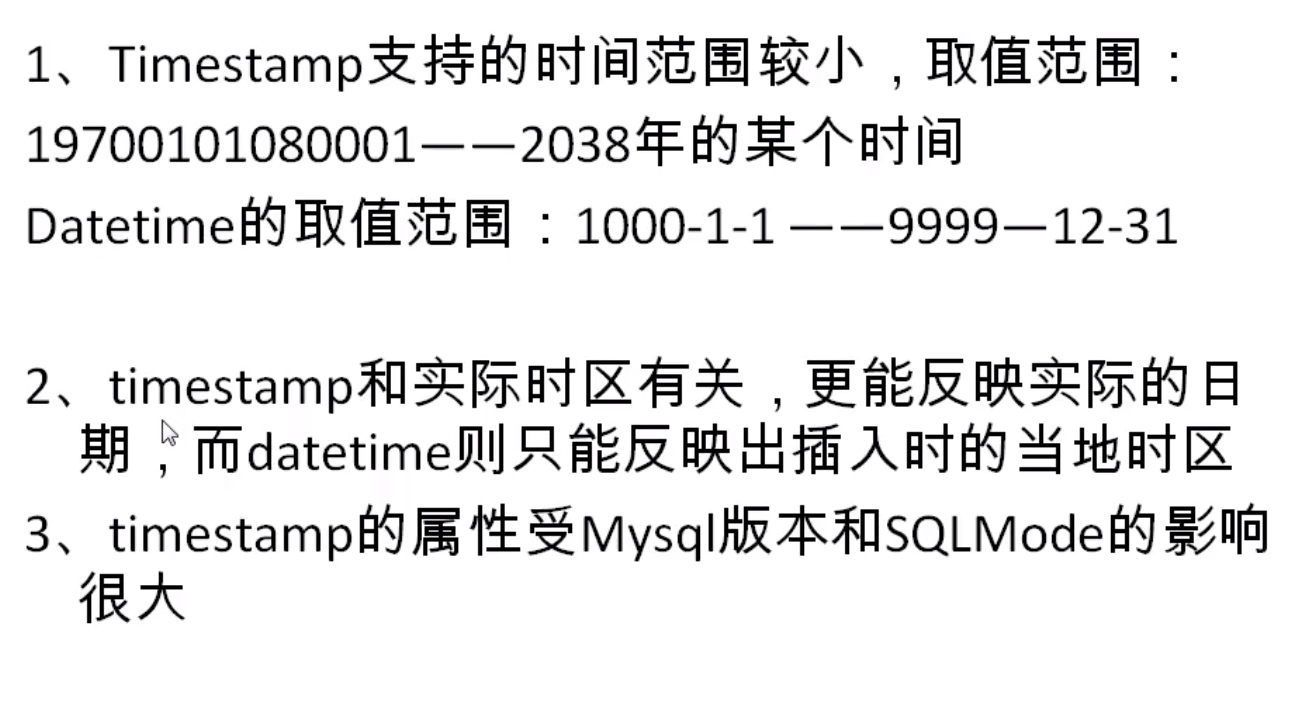 1、Timestamp支持的时间范围较小，取值范围：
19700101080001——2038年的某个时间
Datetime的取值范围：1000-1-1 ——9999—12-31
2、timestamp和实际时区有关，更能反映实际的日
期，而datetime则只能反映出插入时的当地时区
3、timestamp的属性受Mysql版本和SQLMode的影响
很大